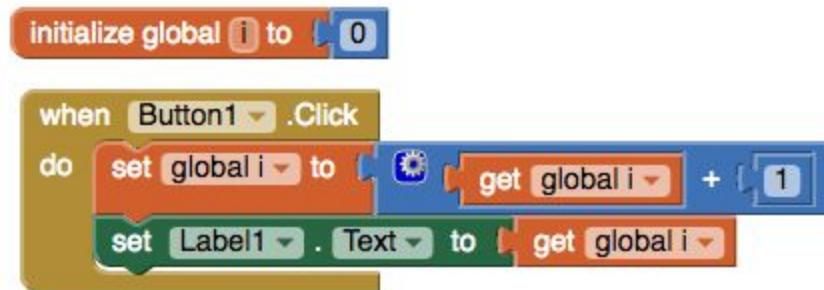 initialize global i to 0
when Button1 .Click
do set global i to get global i + 1
set Label1 . Text to get global i